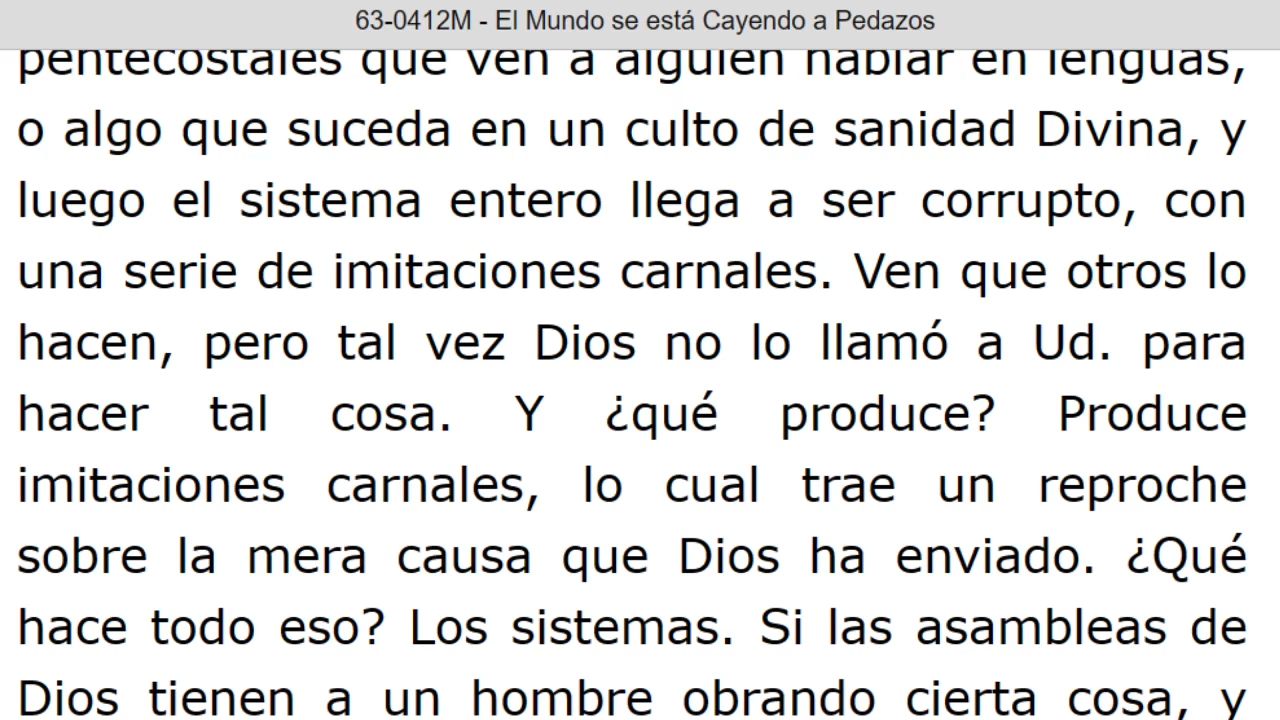 63-0412M - El Mundo se está Cayendo a Pedazos
pentecostales que ven a alguien hablar en lenguas,
o algo que suceda en un culto de sanidad Divina, y
luego el sistema entero llega a ser corrupto, con
una serie de imitaciones carnales. Ven que otros lo
hacen, pero tal vez Dios no lo llamó a Ud. para
hacer tal cosa. Y ¿qué produce? Produce
imitaciones carnales, lo cual trae un reproche
sobre la mera causa que Dios ha enviado. ¿Qué
hace todo eso? Los sistemas. Si las asambleas de
Dios tienen a un hombre obrando cierta cosa, y